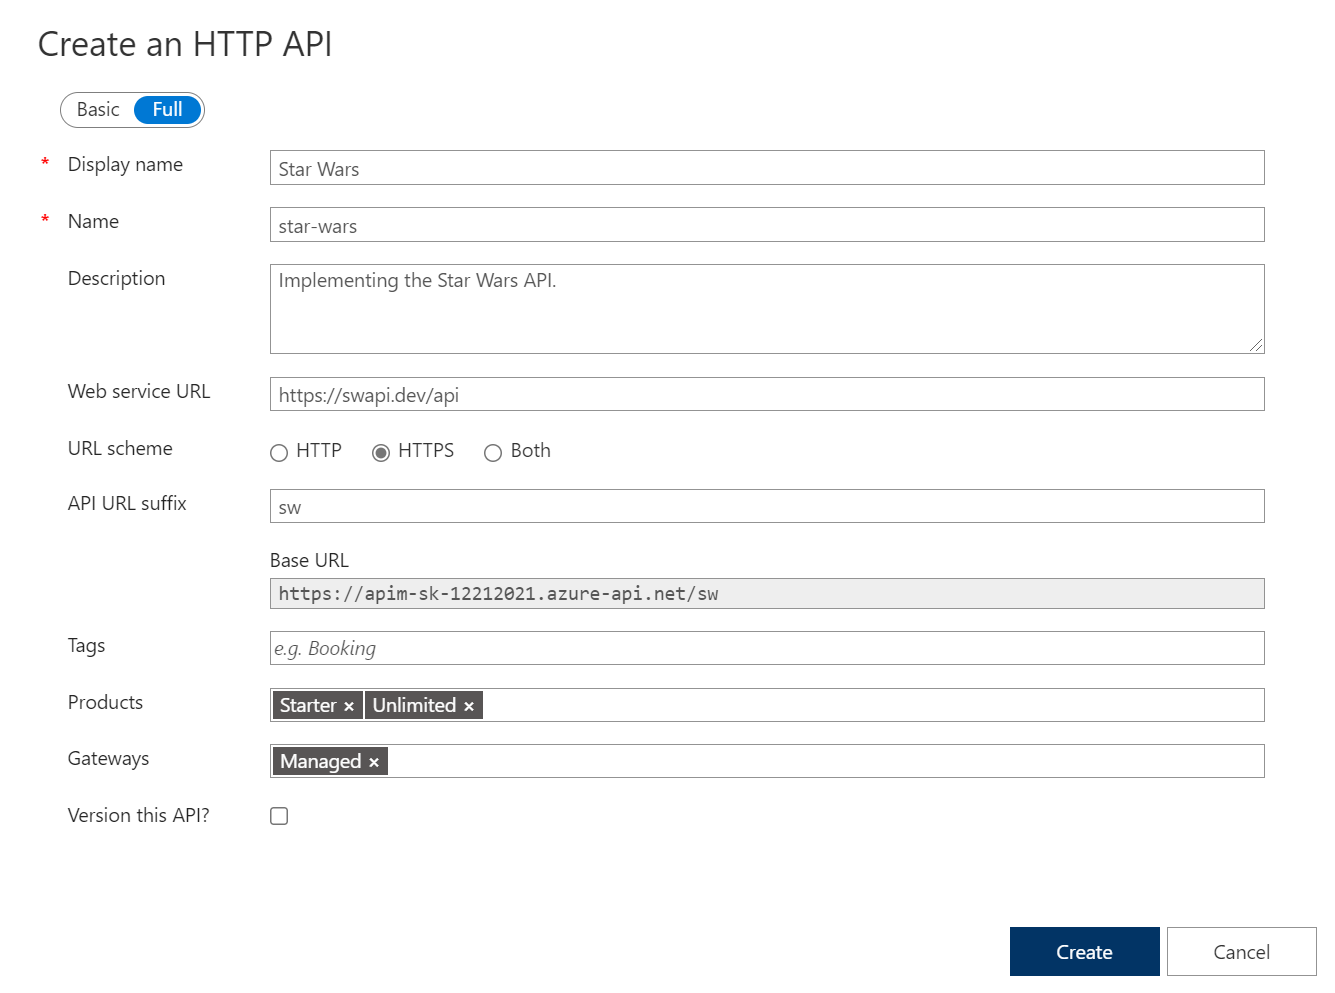 Create an HTTP API
Basic Full
* Display name Star Wars
* Name star-wars
Description Implementing the Star Wars API.
Web service URL https://swapi.dev/api
URL scheme HTTP HTTPS Both
API URL suffix sw
Base URL
https://apim-sk-12212021.azure-api.net/sw
Tags e.g. Booking
Products Starter × Unlimited ×
Gateways Managed ×
Version this API?
Create Cancel